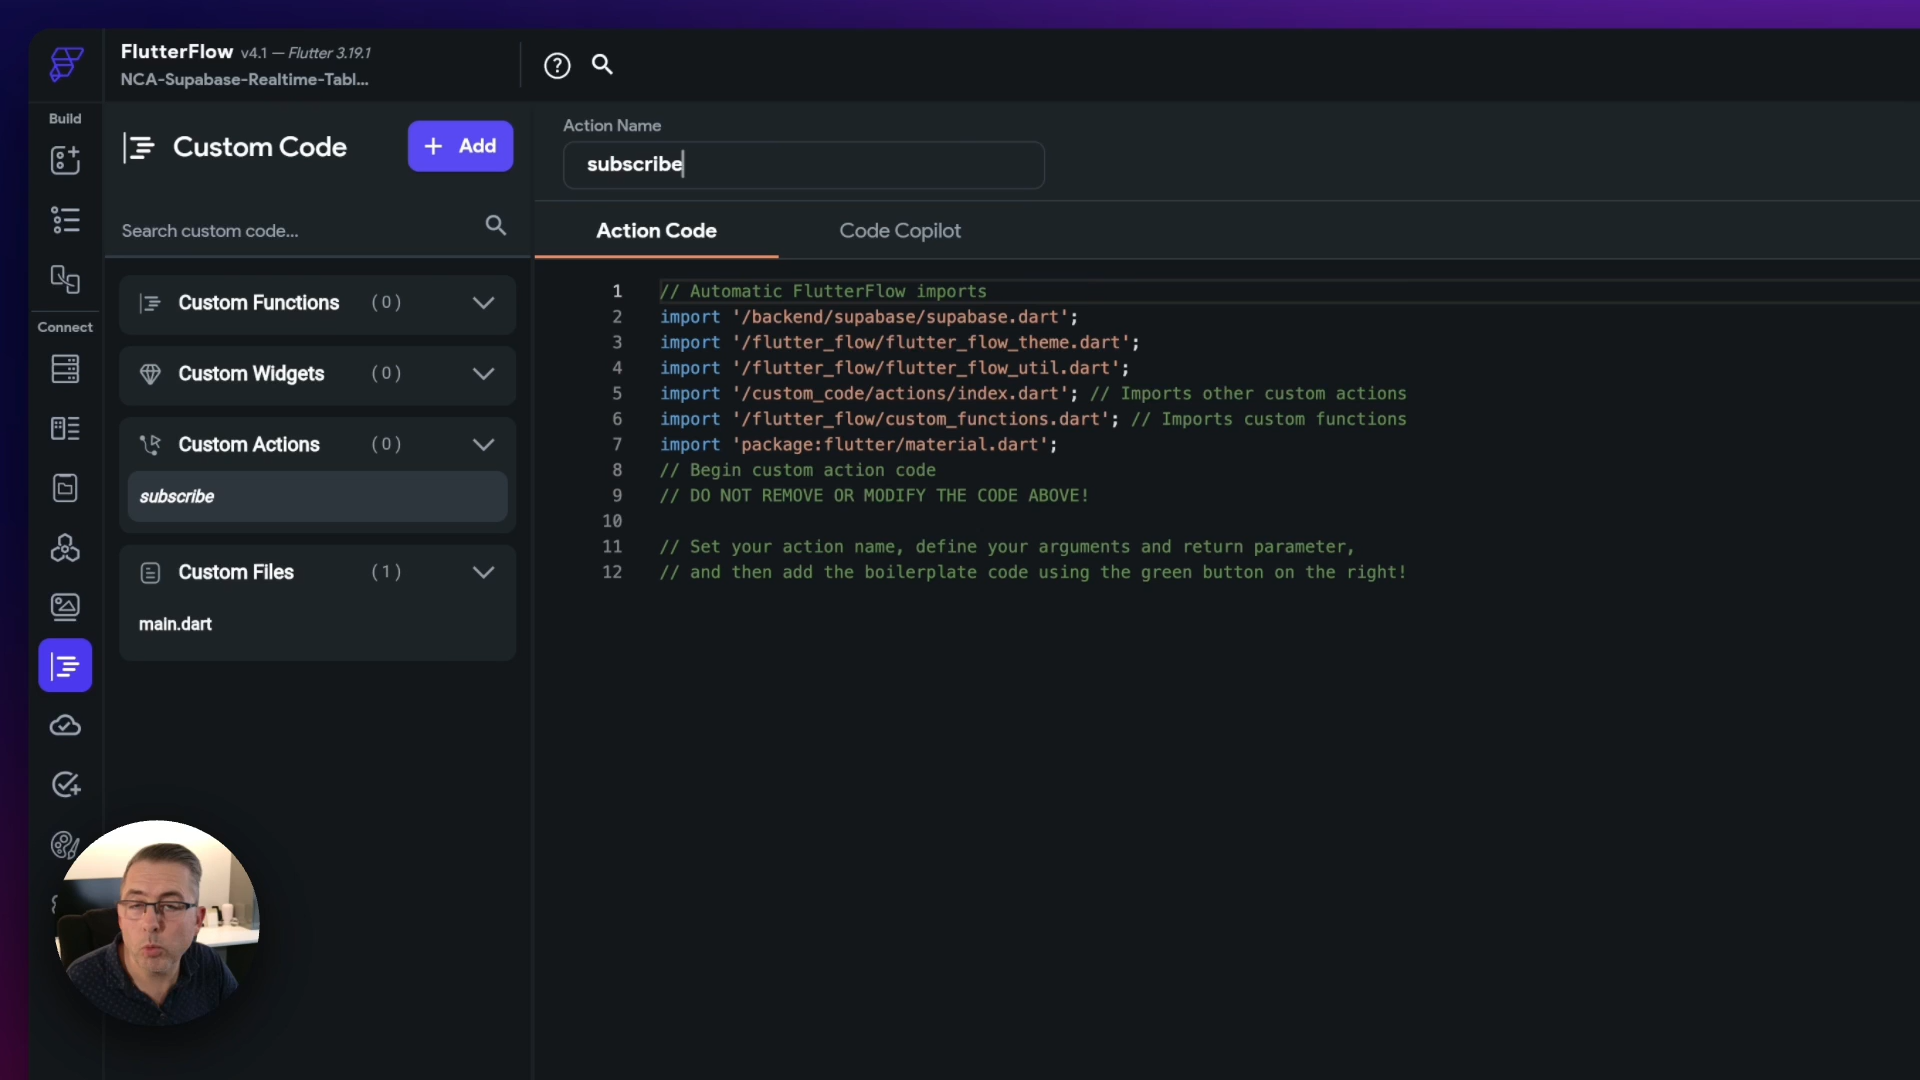 FlutterFlow v4.1 — Flutter 3.19.1
NCA-Supabase-Realtime-Tabl...
Build
Connect
Custom Code
+ Add
Search custom code...
Custom Functions (0)
Custom Widgets (0)
Custom Actions (0)
subscribe
Custom Files (1)
main.dart
Action Name
subscribe
Action Code
Code Copilot
1 // Automatic FlutterFlow imports
2 import '/backend/supabase/supabase.dart';
3 import '/flutter_flow/flutter_flow_theme.dart';
4 import '/flutter_flow/flutter_flow_util.dart';
5 import '/custom_code/actions/index.dart'; // Imports other custom actions
6 import '/flutter_flow/custom_functions.dart'; // Imports custom functions
7 import 'package:flutter/material.dart';
8 // Begin custom action code
9 // DO NOT REMOVE OR MODIFY THE CODE ABOVE!
10
11 // Set your action name, define your arguments and return parameter,
12 // and then add the boilerplate code using the green button on the right!